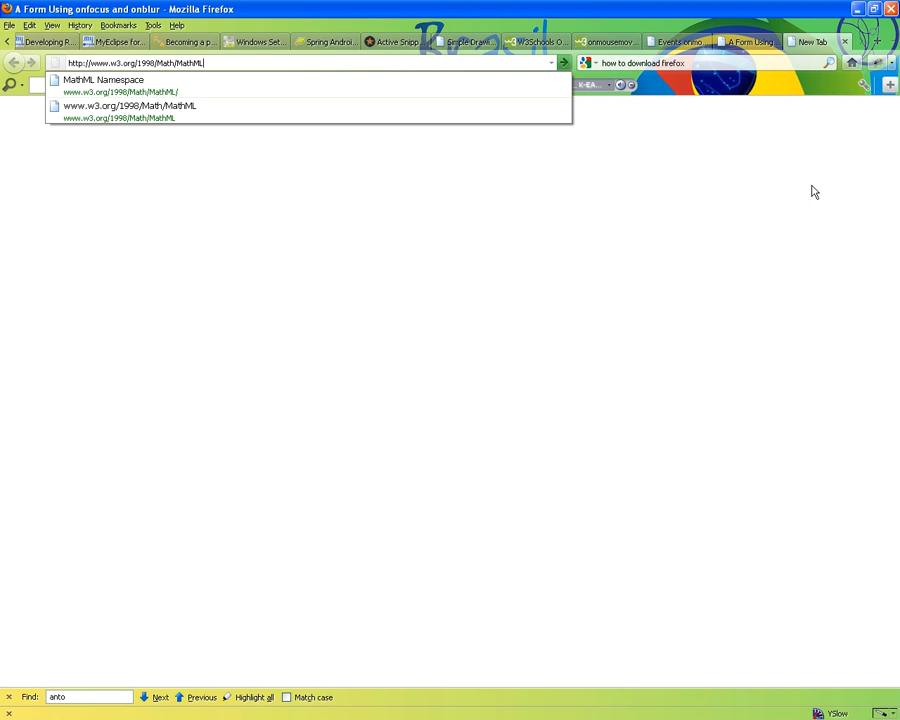 A Form Using onfocus and onblur - Mozilla Firefox
File Edit View History Bookmarks Tools Help
Developing R... MyEclipse for... Becoming a p... Windows Set... Spring Androi... Active Snipp... Simple Drawi... W3Schools O... onmousemov... Events onmo... A Form Using... New Tab
Brasil
http://www.w3.org/1998/Math/MathML
how to download firefox
MathML Namespace
www.w3.org/1998/Math/MathML/
www.w3.org/1998/Math/MathML
www.w3.org/1998/Math/MathML
K-EA...
Find: anto Next Previous Highlight all Match case
YSlow